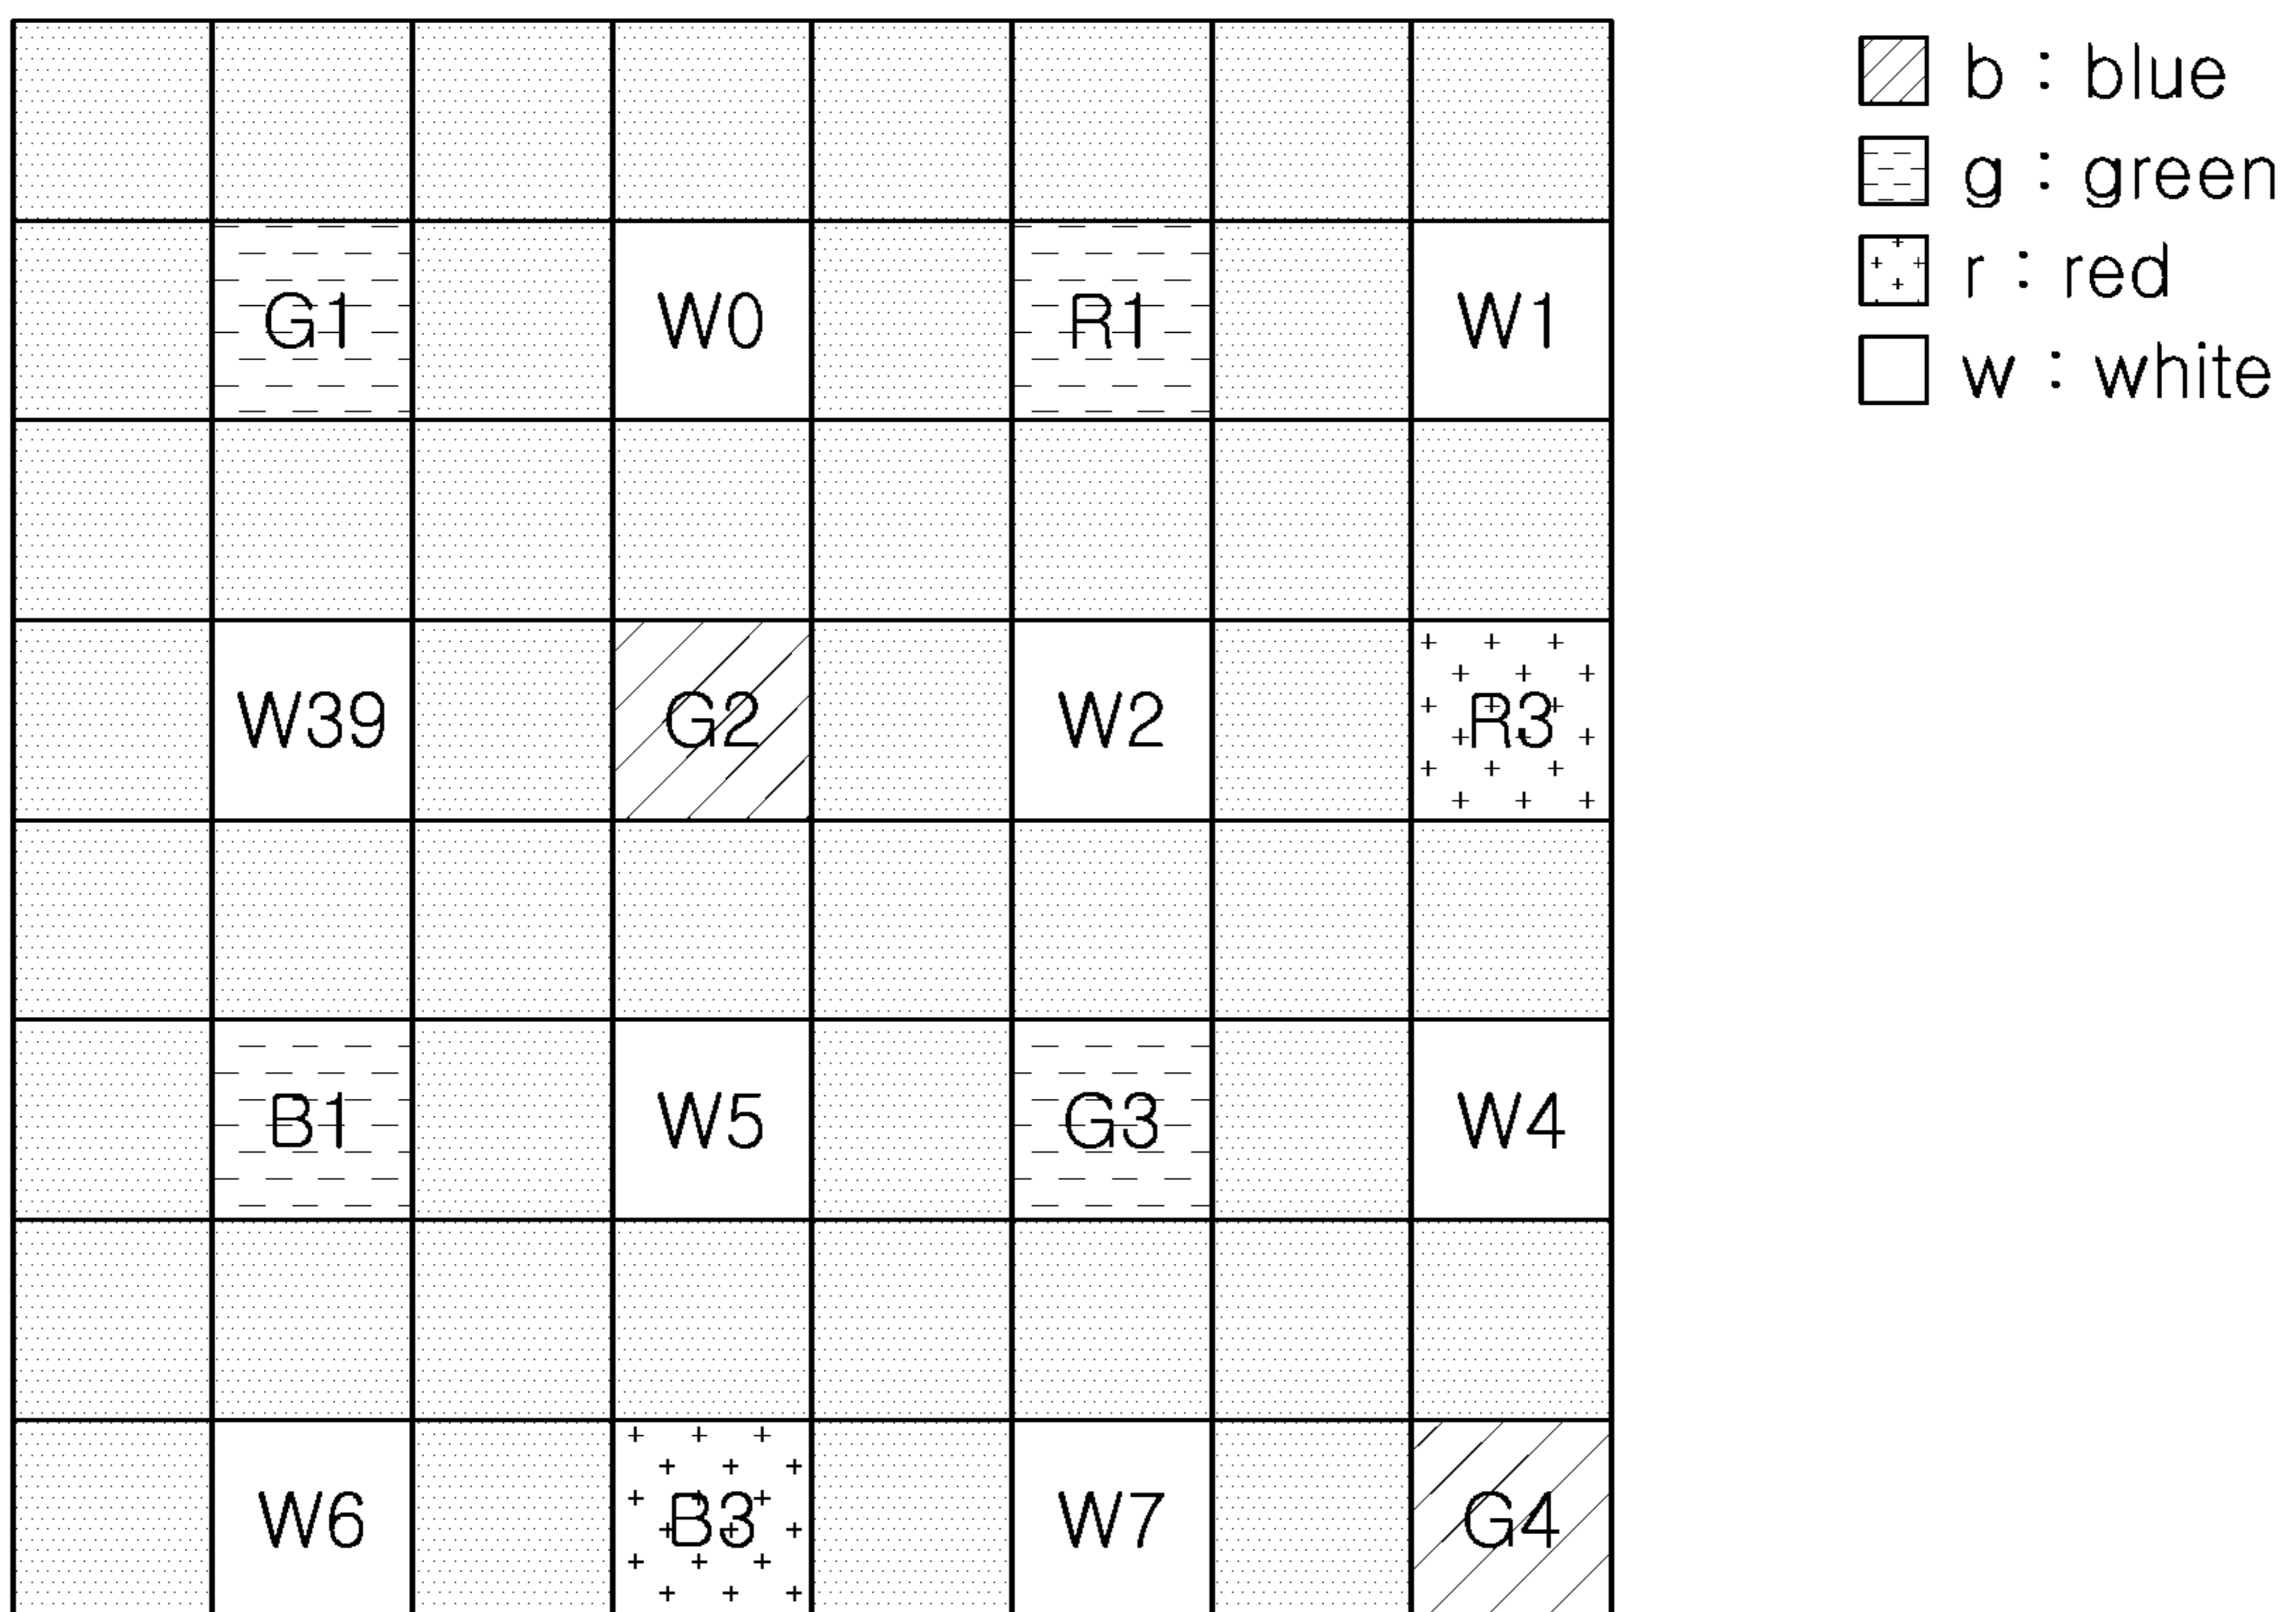 b : blue
g : green
r : red
w : white
G1 W0 R1 W1
W39 G2 W2 R3
B1 W5 G3 W4
W6 B3 W7 G4